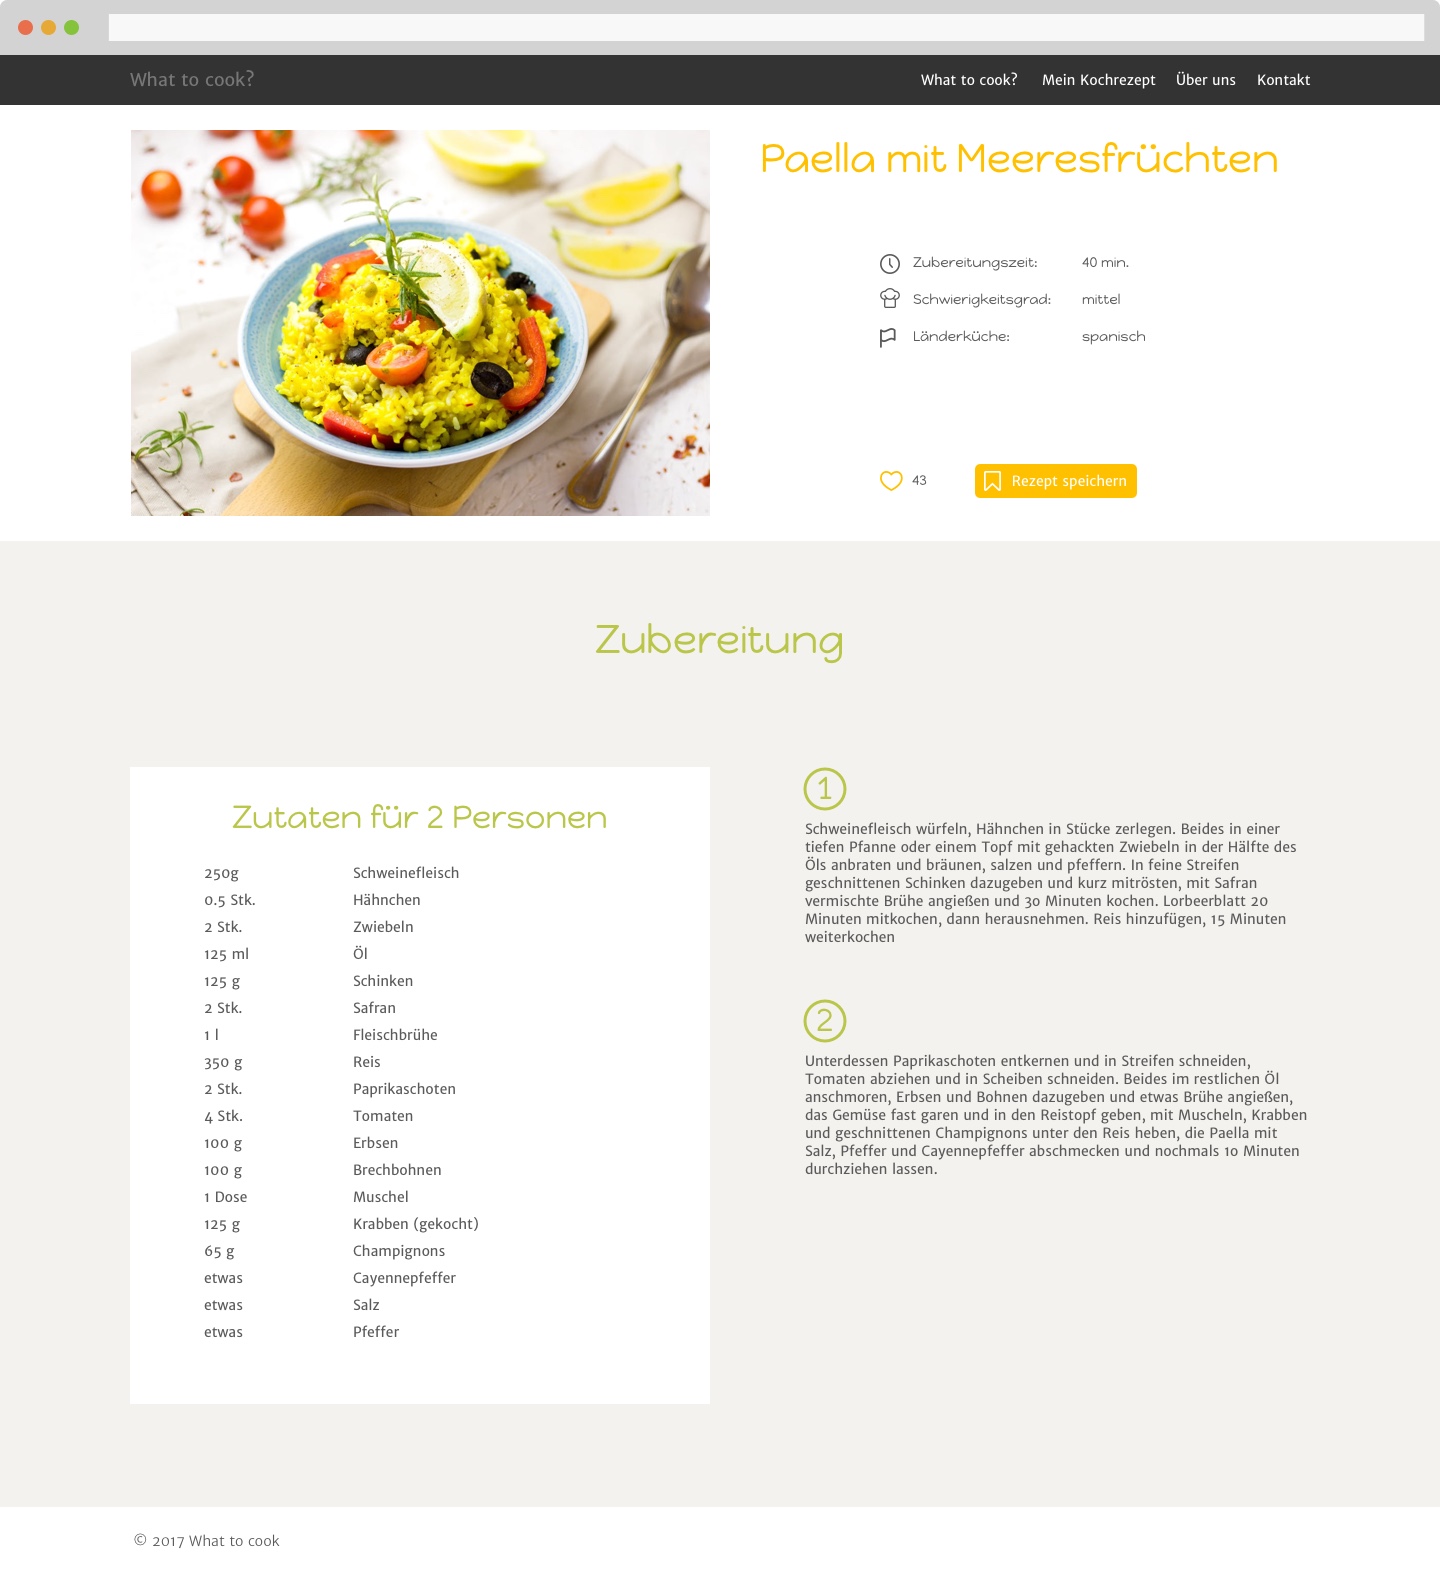 What to cook?
What to cook? Mein Kochrezept Über uns Kontakt
Paella mit Meeresfrüchten
Zubereitungszeit: 40 min.
Schwierigkeitsgrad: mittel
Länderküche: spanisch
43 Rezept speichern
Zubereitung
Zutaten für 2 Personen
250g Schweinefleisch
0.5 Stk. Hähnchen
2 Stk. Zwiebeln
125 ml Öl
125 g Schinken
2 Stk. Safran
1 l Fleischbrühe
350 g Reis
2 Stk. Paprikaschoten
4 Stk. Tomaten
100 g Erbsen
100 g Brechbohnen
1 Dose Muschel
125 g Krabben (gekocht)
65 g Champignons
etwas Cayennepfeffer
etwas Salz
etwas Pfeffer
1
Schweinefleisch würfeln, Hähnchen in Stücke zerlegen. Beides in einer
tiefen Pfanne oder einem Topf mit gehackten Zwiebeln in der Hälfte des
Öls anbraten und bräunen, salzen und pfeffern. In feine Streifen
geschnittenen Schinken dazugeben und kurz mitrösten, mit Safran
vermischte Brühe angießen und 30 Minuten kochen. Lorbeerblatt 20
Minuten mitkochen, dann herausnehmen. Reis hinzufügen, 15 Minuten
weiterkochen
2
Unterdessen Paprikaschoten entkernen und in Streifen schneiden,
Tomaten abziehen und in Scheiben schneiden. Beides im restlichen Öl
anschmoren, Erbsen und Bohnen dazugeben und etwas Brühe angießen,
das Gemüse fast garen und in den Reistopf geben, mit Muscheln, Krabben
und geschnittenen Champignons unter den Reis heben, die Paella mit
Salz, Pfeffer und Cayennepfeffer abschmecken und nochmals 10 Minuten
durchziehen lassen.
© 2017 What to cook